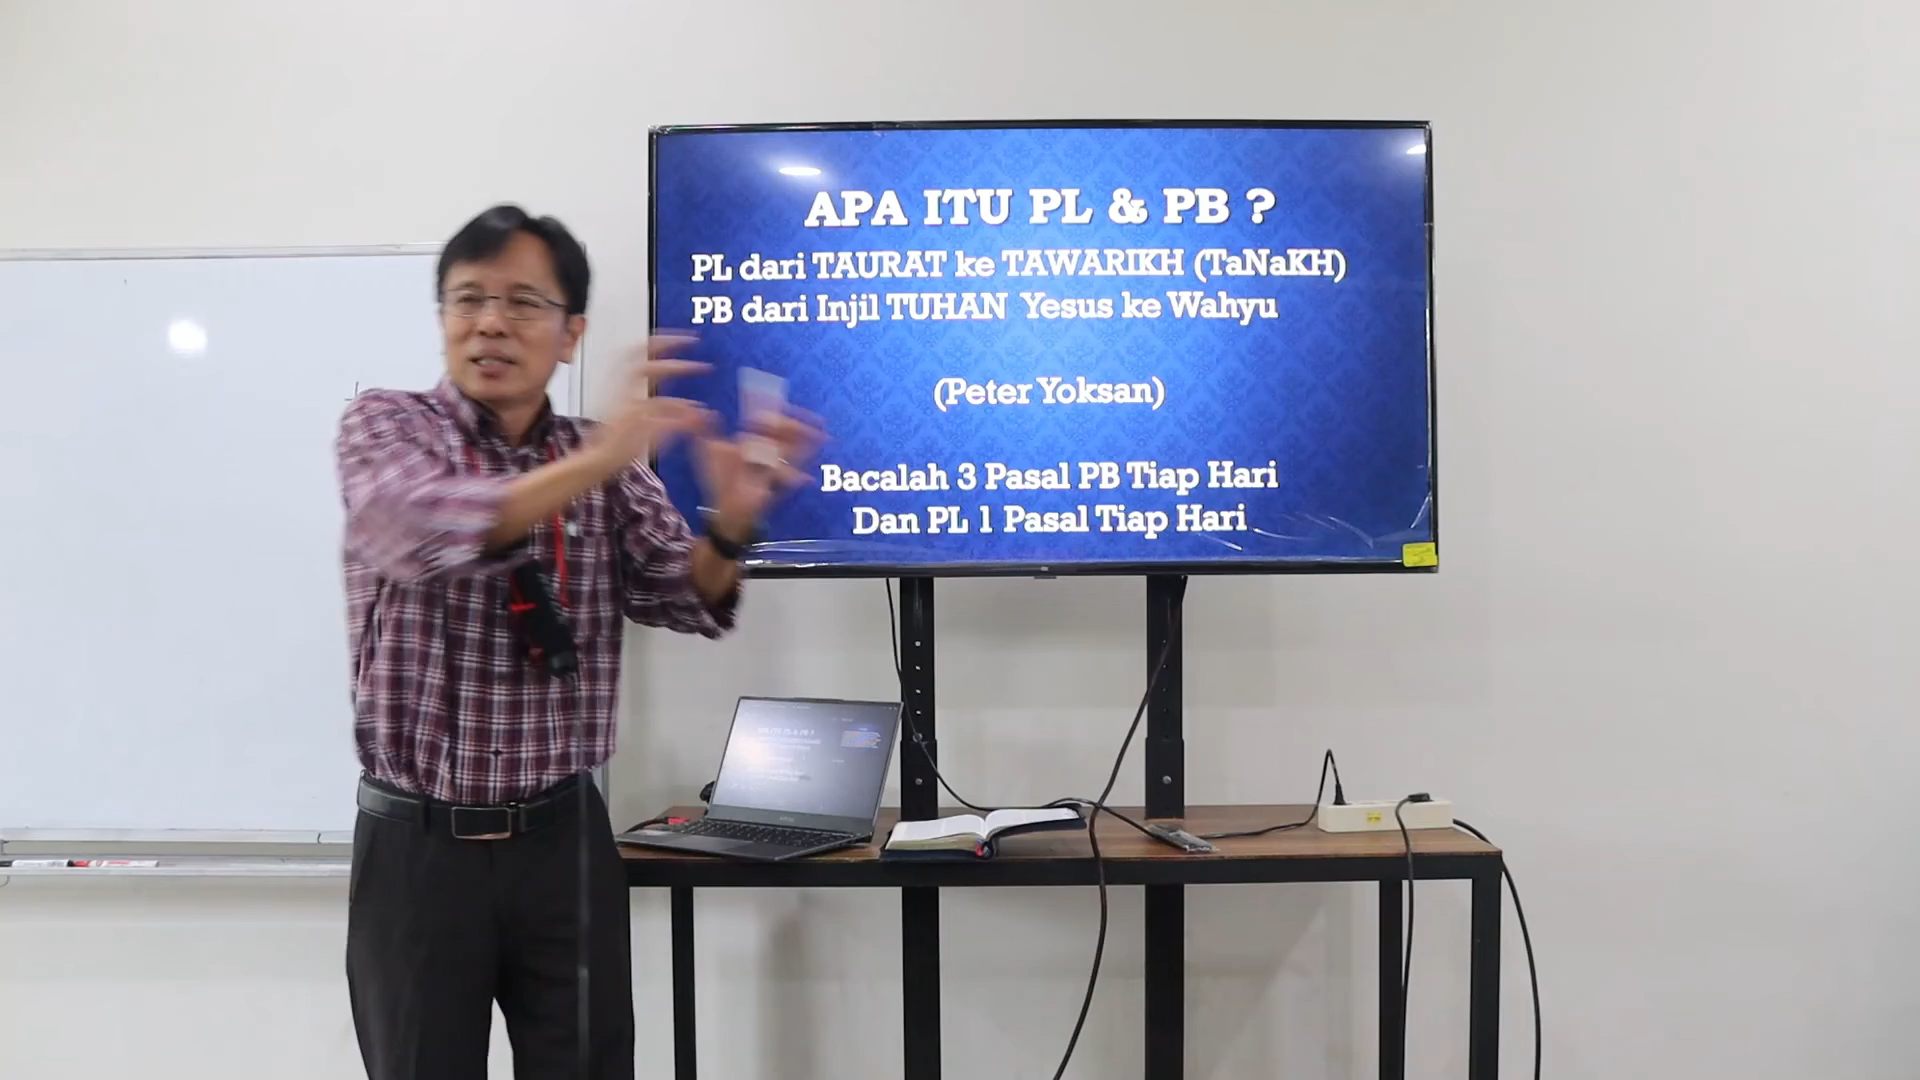 APA ITU PL & PB ?
PL dari TAURAT ke TAWARIKH (TaNaKH)
PB dari Injil TUHAN Yesus ke Wahyu
(Peter Yoksan)
Bacalah 3 Pasal PB Tiap Hari
Dan PL 1 Pasal Tiap Hari